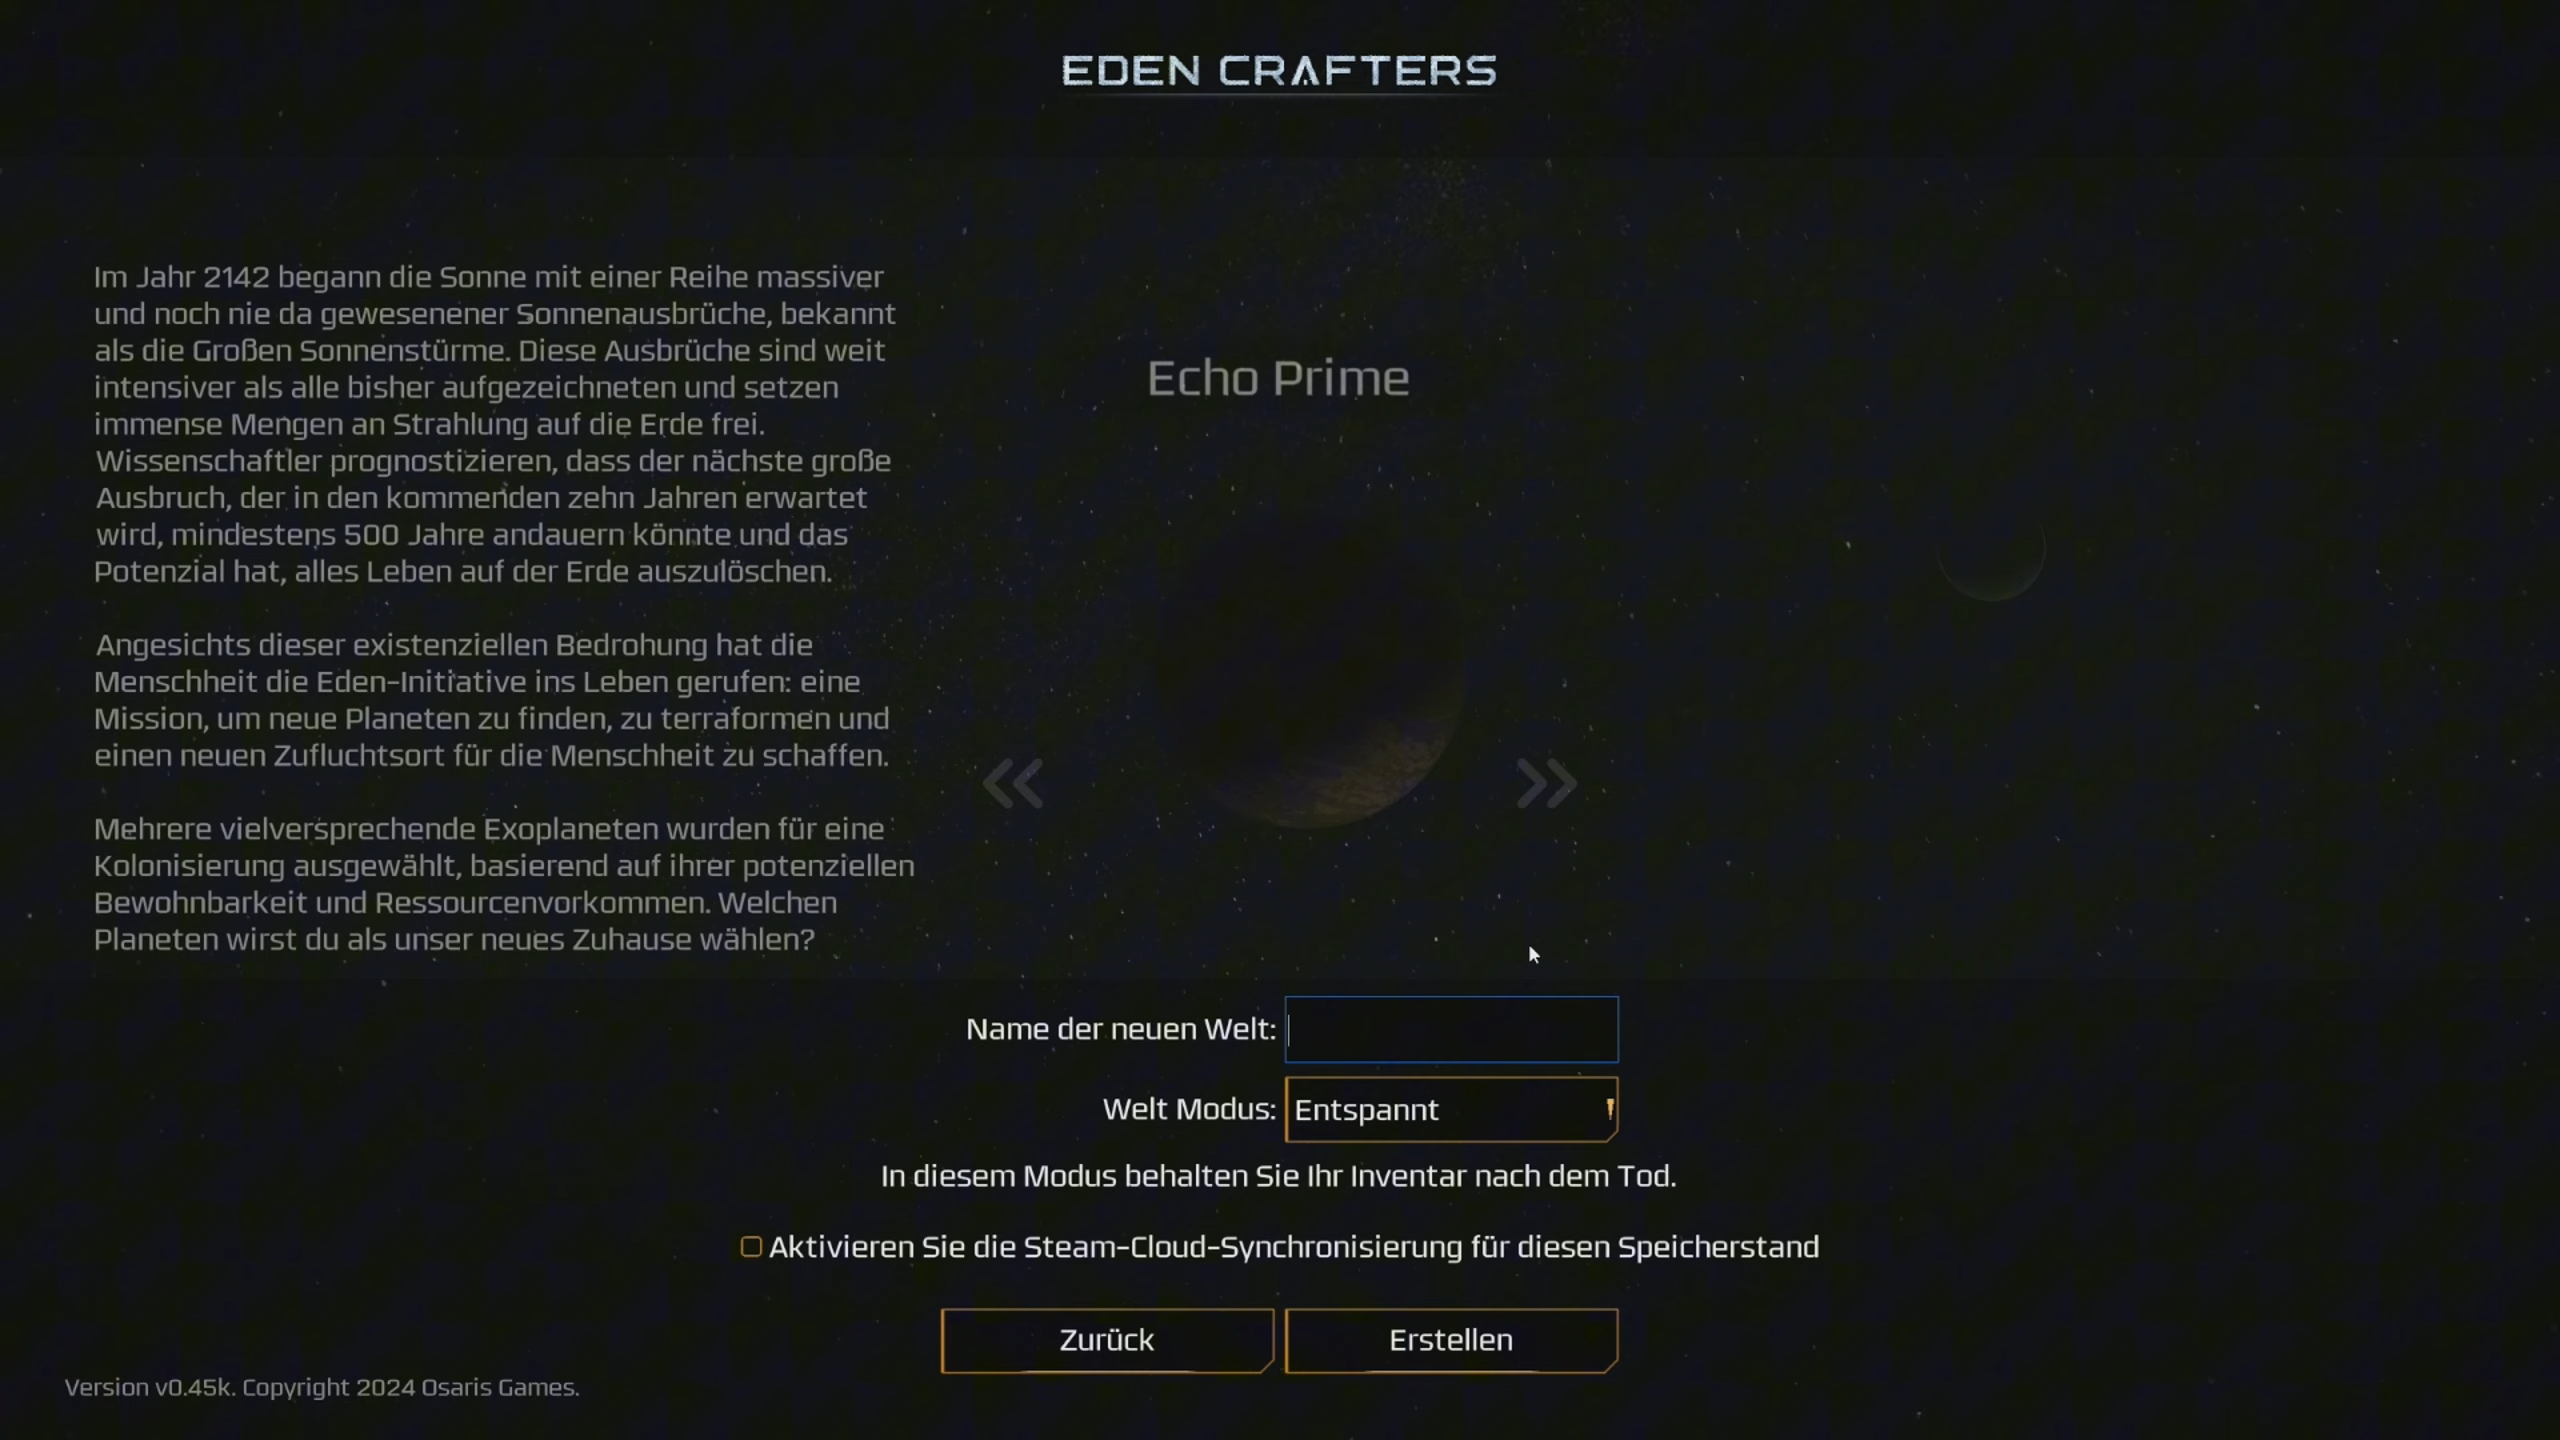 EDEN CRAFTERS
Im Jahr 2142 begann die Sonne mit einer Reihe massiver
und noch nie da gewesenener Sonnenausbrüche, bekannt
als die Großen Sonnenstürme. Diese Ausbrüche sind weit
intensiver als alle bisher aufgezeichneten und setzen
immense Mengen an Strahlung auf die Erde frei.
Wissenschaftler prognostizieren, dass der nächste große
Ausbruch, der in den kommenden zehn Jahren erwartet
wird, mindestens 500 Jahre andauern könnte und das
Potenzial hat, alles Leben auf der Erde auszulöschen.
Angesichts dieser existenziellen Bedrohung hat die
Menschheit die Eden-Initiative ins Leben gerufen: eine
Mission, um neue Planeten zu finden, zu terraformen und
einen neuen Zufluchtsort für die Menschheit zu schaffen.
Mehrere vielversprechende Exoplaneten wurden für eine
Kolonisierung ausgewählt, basierend auf ihrer potenziellen
Bewohnbarkeit und Ressourcenvorkommen. Welchen
Planeten wirst du als unser neues Zuhause wählen?
Echo Prime
Name der neuen Welt:
Welt Modus: Entspannt
In diesem Modus behalten Sie Ihr Inventar nach dem Tod.
Aktivieren Sie die Steam-Cloud-Synchronisierung für diesen Speicherstand
Zurück Erstellen
Version v0.45k. Copyright 2024 Osaris Games.